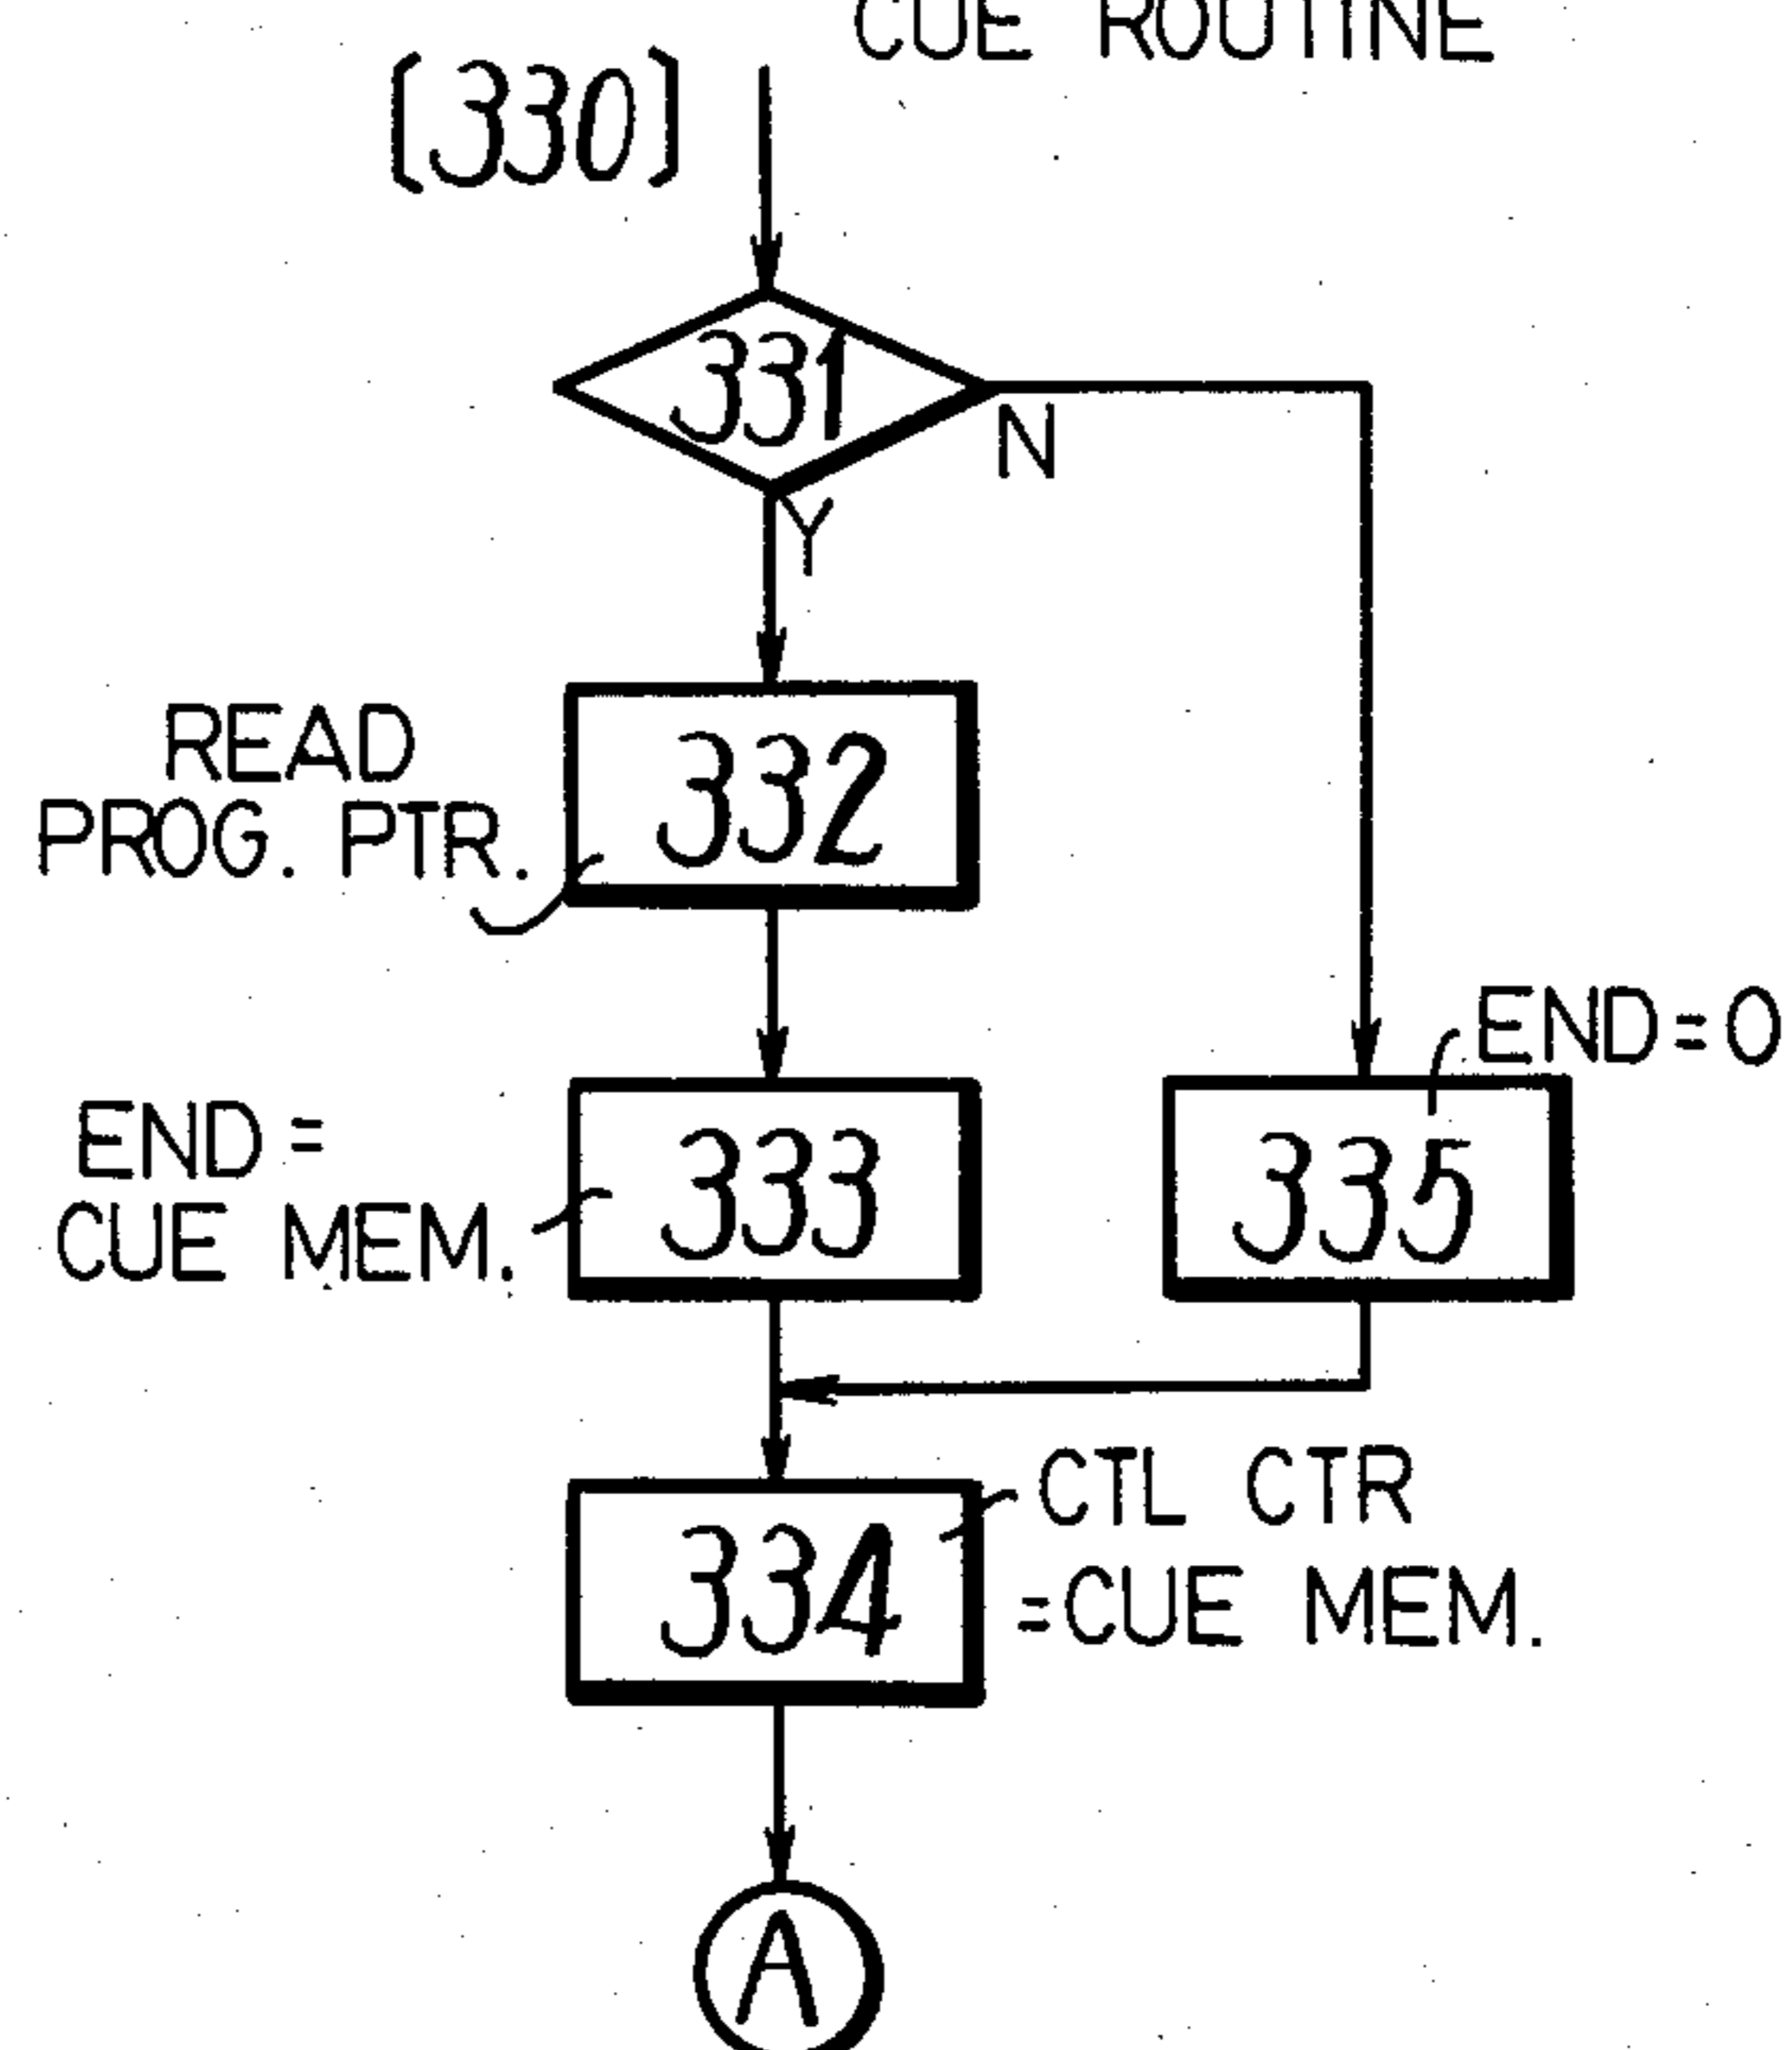 CUE ROUTINE
[330]
331
N
Y
READ
PROG. PTR.
332
END=0
END =
CUE MEM.
333
335
CTL CTR
=CUE MEM.
334
A